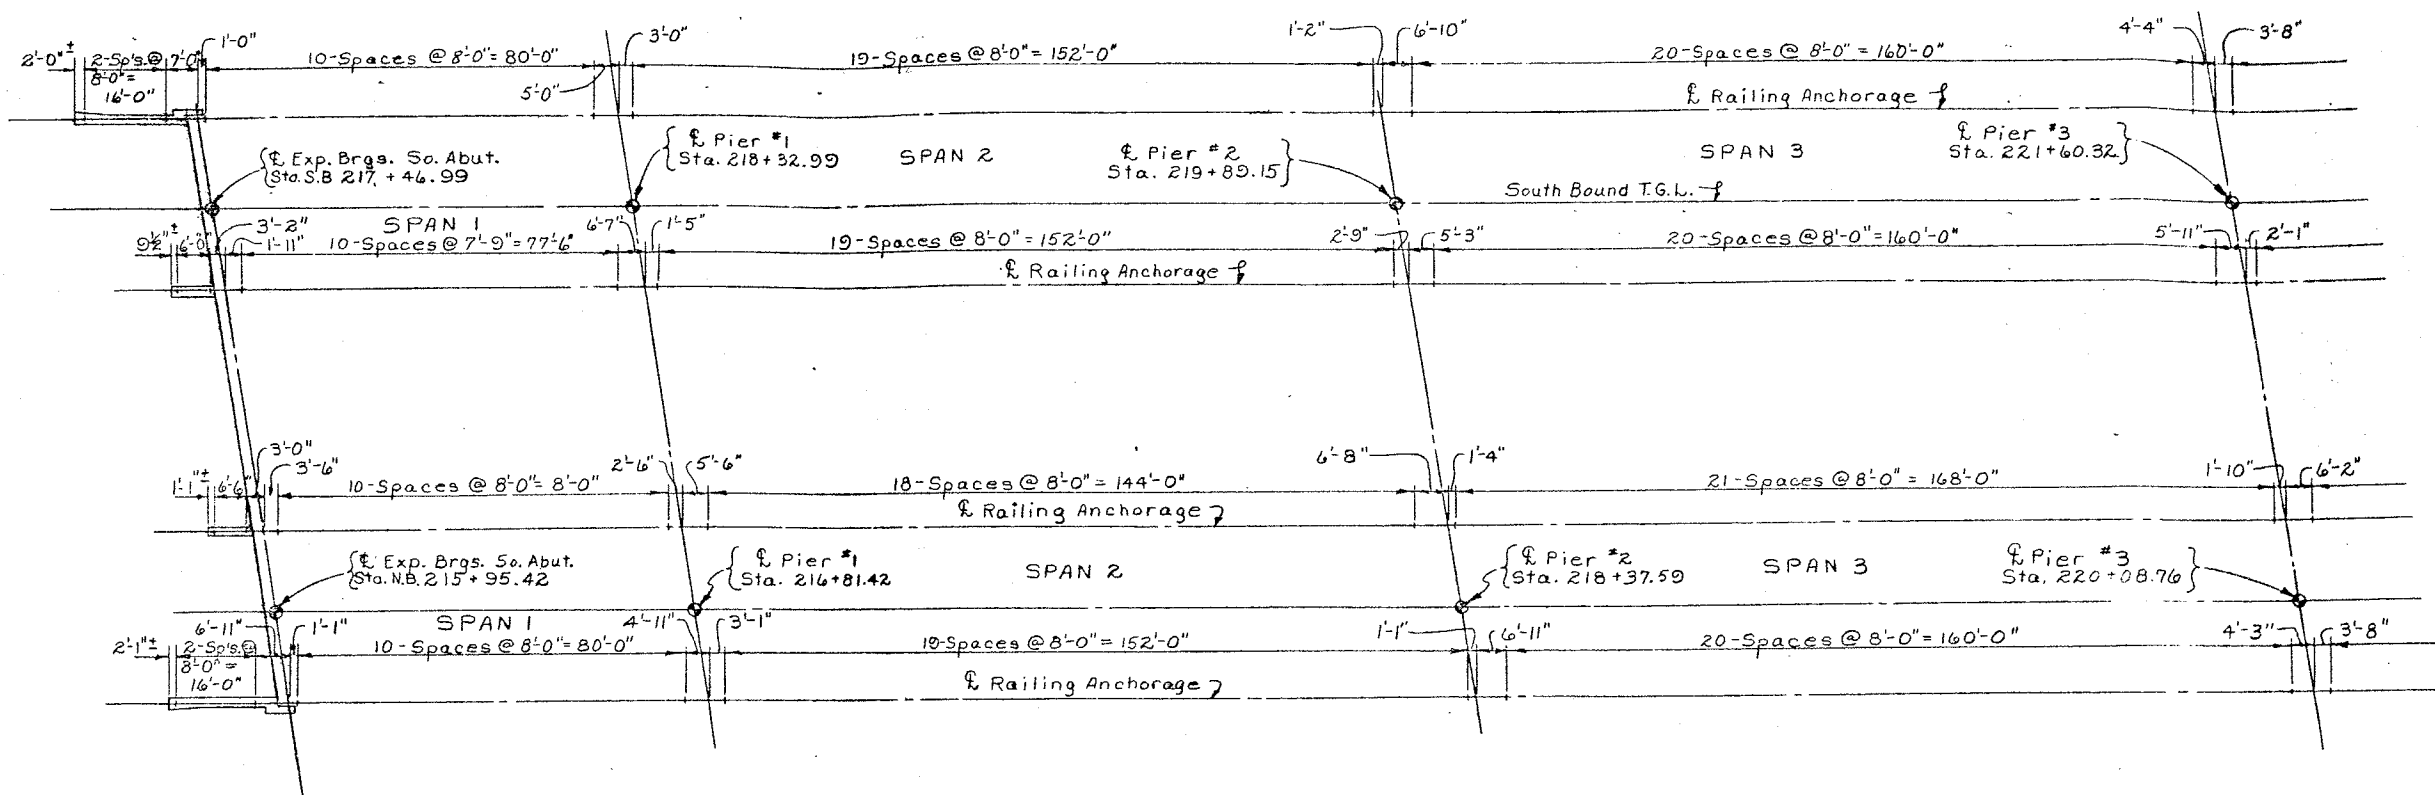 2'-0"± 2-Sp's.@ 7'-0" 1'-0" 10-Spaces @ 8'-0"= 80'-0" 3'-0" 19-Spaces @ 8'-0"= 152'-0" 1'-2" 6'-10" 20-Spaces @ 8'-0"= 160'-0" 4'-4" 3'-8"
8'-0"=
16'-0"
5'-0"
℄ Railing Anchorage
℄ Exp. Brgs. So. Abut.
Sta. S.B 217 + 46.99
℄ Pier #1
Sta. 218+32.99
SPAN 2
℄ Pier #2
Sta. 219+89.15
SPAN 3
℄ Pier #3
Sta. 221+60.32
South Bound T.G.L.
SPAN 1
9½"± 6'-0" 3'-2" 1'-11" 10-Spaces @ 7'-9"= 77'-6" 6'-7" 1'-5" 19-Spaces @ 8'-0"= 152'-0" 2'-9" 5'-3" 20-Spaces @ 8'-0"= 160'-0" 5'-11" 2'-1"
℄ Railing Anchorage
1'-1"± 6'-6" 3'-0" 3'-6" 10-Spaces @ 8'-0"= 8'-0" 2'-6" 5'-6" 18-Spaces @ 8'-0"= 144'-0" 6'-8" 1'-4" 21-Spaces @ 8'-0" = 168'-0" 1'-10" 6'-2"
℄ Railing Anchorage
℄ Exp. Brgs. So. Abut.
Sta. N.B. 215 + 95.42
℄ Pier #1
Sta. 216+81.42
SPAN 2
℄ Pier #2
Sta. 218+37.59
SPAN 3
℄ Pier #3
Sta. 220+08.76
SPAN 1
2'-1"± 2-Sp's.@ 6'-11" 1'-1" 10-Spaces @ 8'-0"= 80'-0" 4'-11" 3'-1" 19-Spaces @ 8'-0"= 152'-0" 1'-1" 6'-11" 20-Spaces @ 8'-0"= 160'-0" 4'-3" 3'-8"
8'-0" =
16'-0"
℄ Railing Anchorage